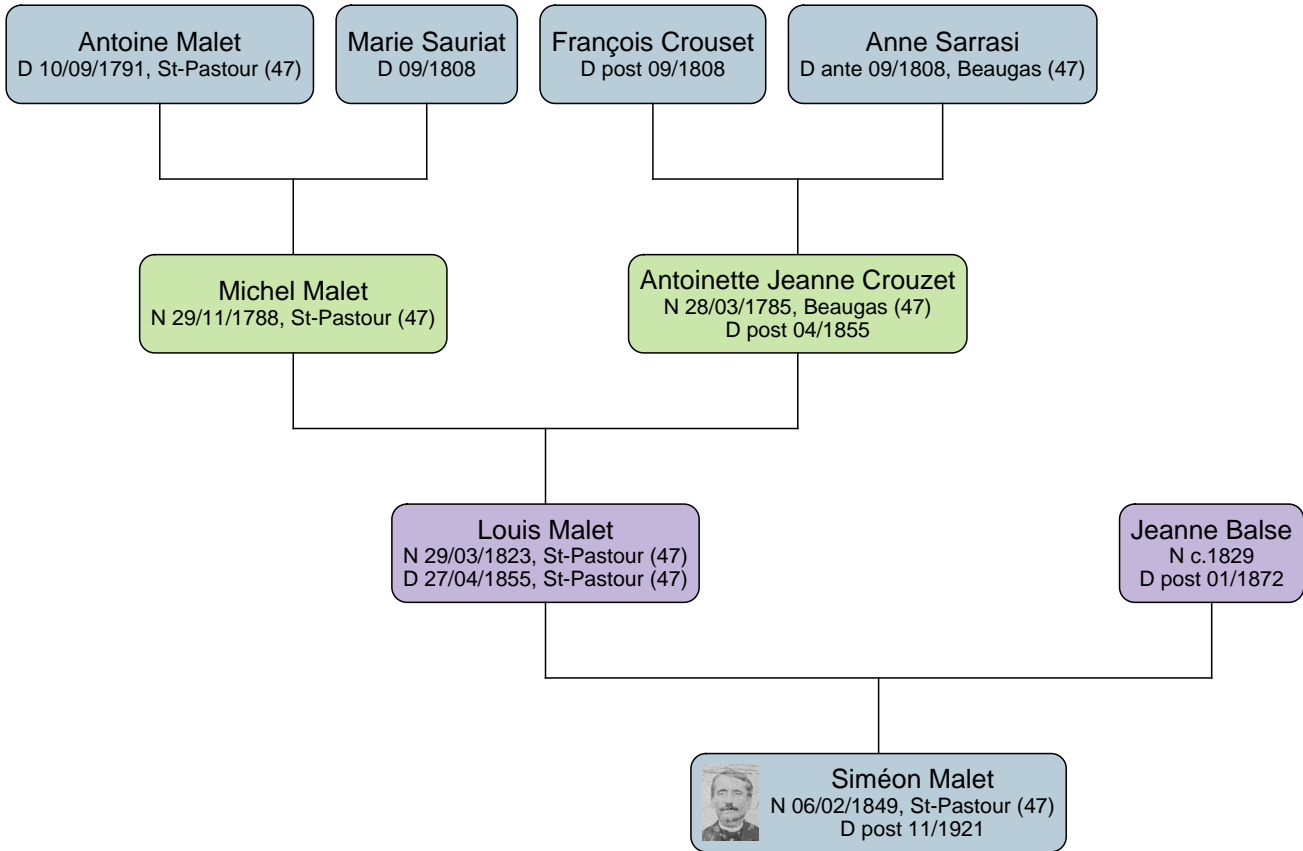 Antoine Malet
D 10/09/1791, St-Pastour (47)
Marie Sauriat
D 09/1808
François Crouset
D post 09/1808
Anne Sarrasi
D ante 09/1808, Beaugas (47)
Michel Malet
N 29/11/1788, St-Pastour (47)
Antoinette Jeanne Crouzet
N 28/03/1785, Beaugas (47)
D post 04/1855
Louis Malet
N 29/03/1823, St-Pastour (47)
D 27/04/1855, St-Pastour (47)
Jeanne Balse
N c.1829
D post 01/1872
Siméon Malet
N 06/02/1849, St-Pastour (47)
D post 11/1921